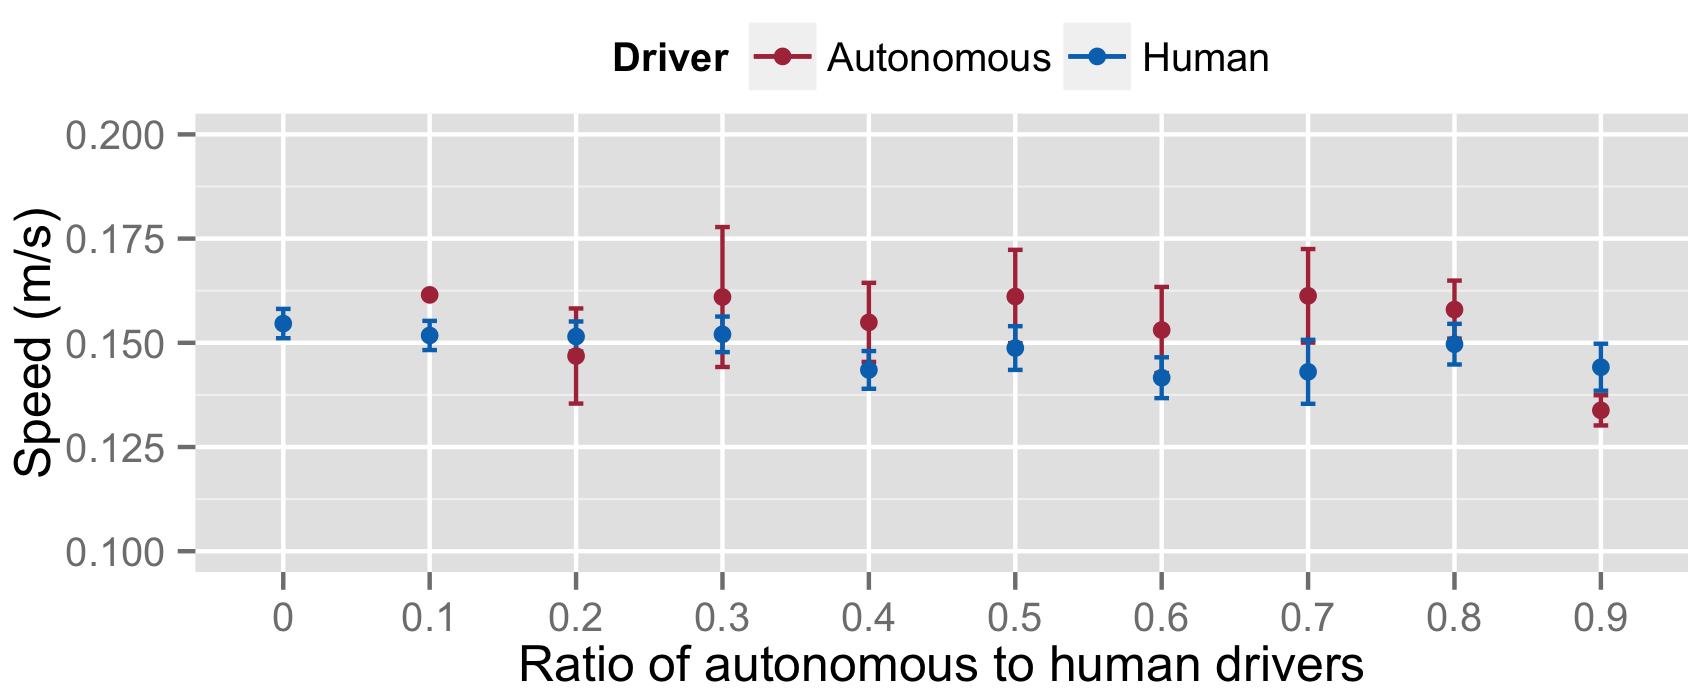 Driver Autonomous Human
0.200
0.175
0.150
0.125
0.100
Speed (m/s)
0 0.1 0.2 0.3 0.4 0.5 0.6 0.7 0.8 0.9
Ratio of autonomous to human drivers